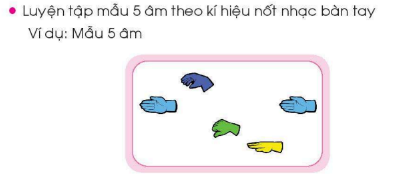 Luyện tập mẫu 5 âm theo kí hiệu nốt nhạc bàn tay
Ví dụ: Mẫu 5 âm